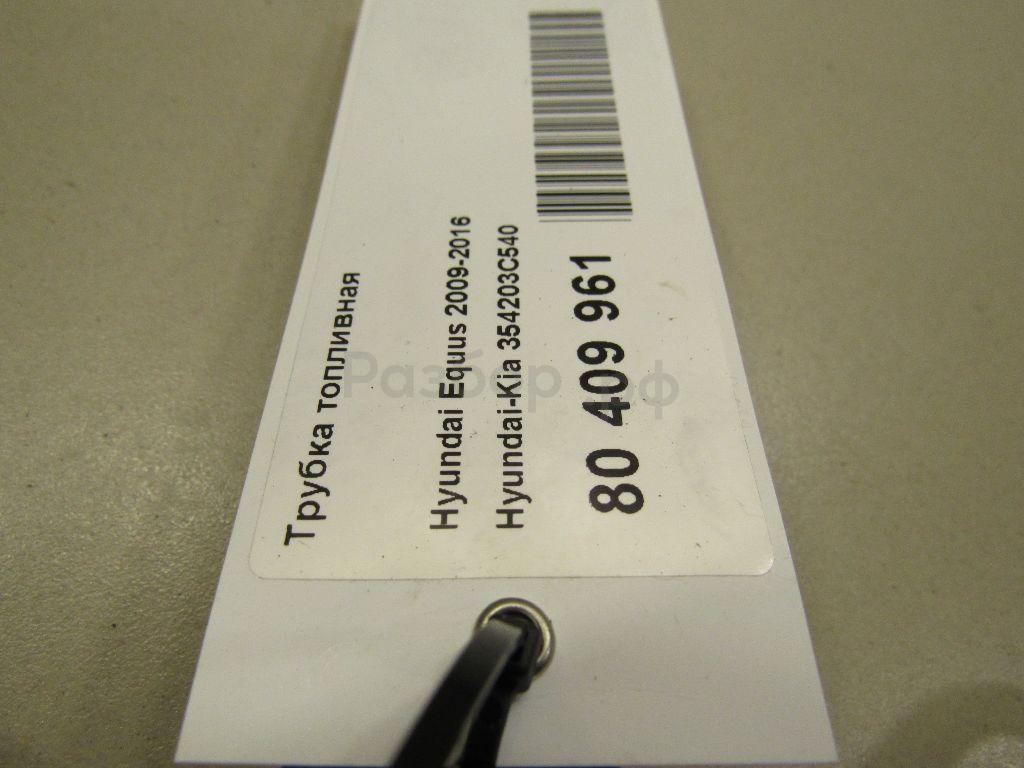 Трубка топливная
Hyundai Equus 2009-2016
Hyundai-Kia 354203C540
80 409 961
Разбор.рф